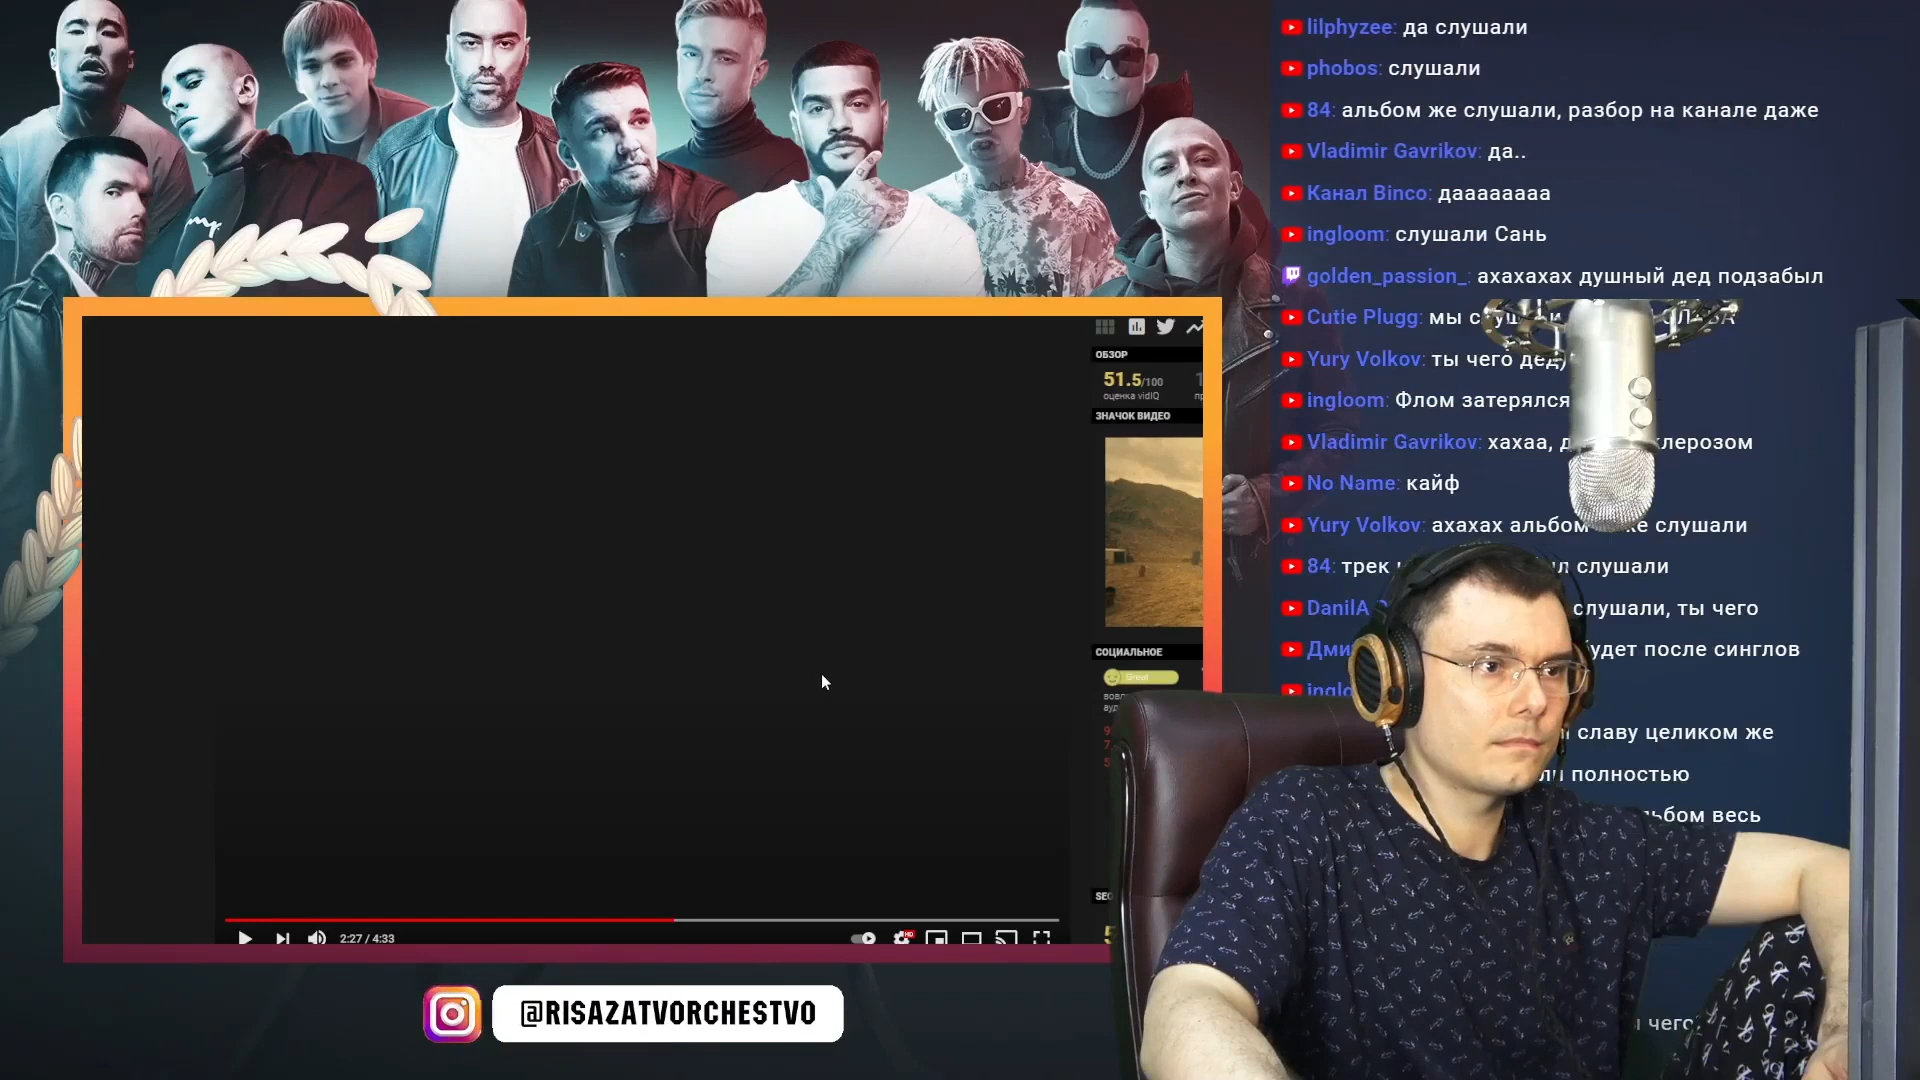 lilphyzee: да слушали
phobos: слушали
84: альбом же слушали, разбор на канале даже
Vladimir Gavrikov: да..
Канал Binco: дааааааaа
ingloom: слушали Сань
golden_passion_: ахахахах душный дед подзабыл
Cutie Plugg: мы
Yury Volkov: ты чего дед)
ingloom: Флом затерялся
Vladimir Gavrikov: хахаа,
No Name: кайф
Yury Volkov: ахахах альбом слушали
84: трек слушали
DanilA слушали, ты чего
после синглов
славу целиком же
полностью
весь
чего
ОБЗОР
51.5/100
оценка vidIQ
ЗНАЧОК ВИДЕО
СОЦИАЛЬНОЕ
Great
2:27 / 4:33
HD
@RISAZATVORCHESTVO